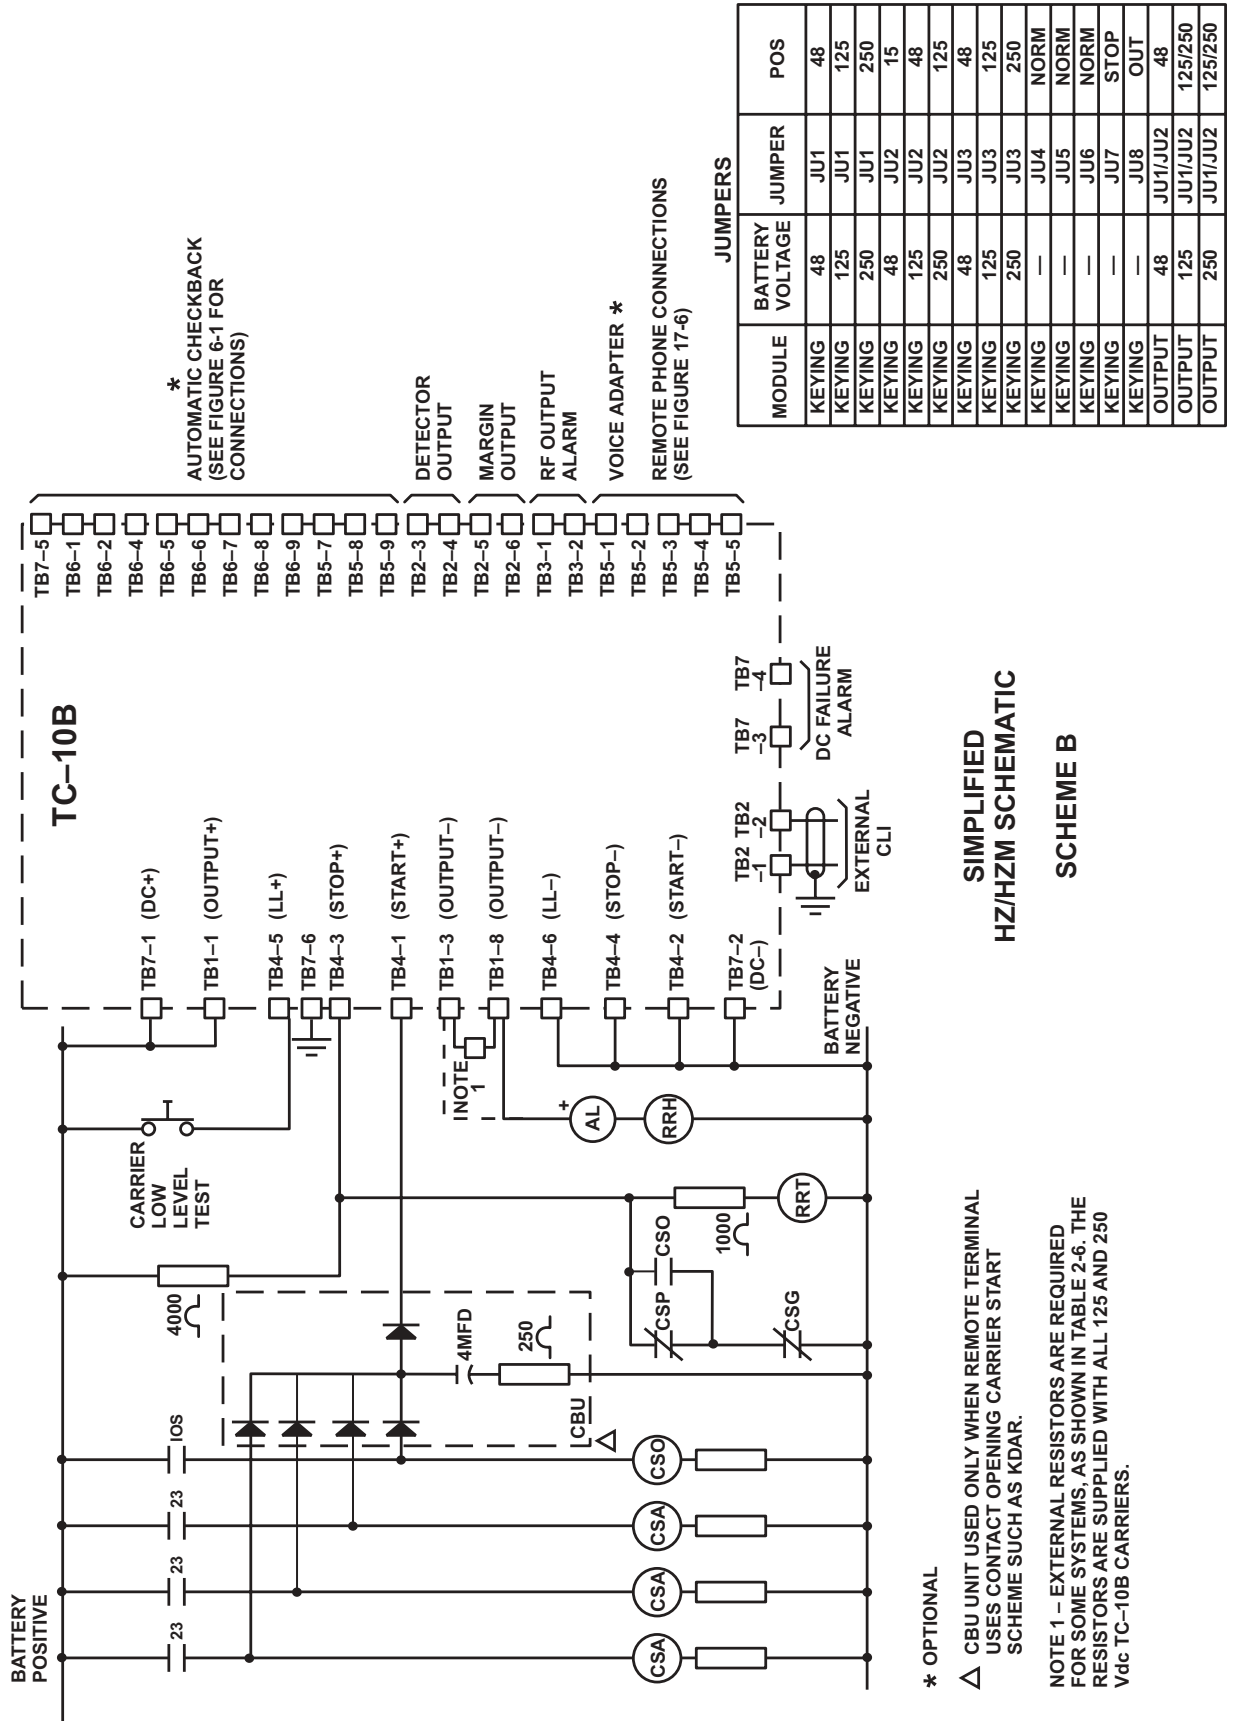 BATTERY
POSITIVE
23
23
23
IOS
4000
CARRIER
LOW
LEVEL
TEST
CBU
4MFD
250
CSA
CSA
CSA
CSO
CSP
CSO
CSG
1000
RRT
AL
+
RRH
NOTE
1
BATTERY
NEGATIVE
TC–10B
TB7–1 (DC+)
TB1–1 (OUTPUT+)
TB4–5 (LL+)
TB7–6
TB4–3 (STOP+)
TB4–1 (START+)
TB1–3 (OUTPUT–)
TB1–8 (OUTPUT–)
TB4–6 (LL–)
TB4–4 (STOP–)
TB4–2 (START–)
TB7–2
(DC–)
TB2
–1
TB2
–2
EXTERNAL
CLI
TB7
–3
TB7
–4
DC FAILURE
ALARM
TB7–5
TB6–1
TB6–2
TB6–4
TB6–5
TB6–6
TB6–7
TB6–8
TB6–9
TB5–7
TB5–8
TB5–9
TB2–3
TB2–4
TB2–5
TB2–6
TB3–1
TB3–2
TB5–1
TB5–2
TB5–3
TB5–4
TB5–5
*
AUTOMATIC CHECKBACK
(SEE FIGURE 6-1 FOR
CONNECTIONS)
DETECTOR
OUTPUT
MARGIN
OUTPUT
RF OUTPUT
ALARM
VOICE ADAPTER *
REMOTE PHONE CONNECTIONS
(SEE FIGURE 17-6)
JUMPERS
MODULE BATTERY VOLTAGE JUMPER POS
KEYING 48 JU1 48
KEYING 125 JU1 125
KEYING 250 JU1 250
KEYING 48 JU2 15
KEYING 125 JU2 48
KEYING 250 JU2 125
KEYING 48 JU3 48
KEYING 125 JU3 125
KEYING 250 JU3 250
KEYING — JU4 NORM
KEYING — JU5 NORM
KEYING — JU6 NORM
KEYING — JU7 STOP
KEYING — JU8 OUT
OUTPUT 48 JU1/JU2 48
OUTPUT 125 JU1/JU2 125/250
OUTPUT 250 JU1/JU2 125/250
SIMPLIFIED
HZ/HZM SCHEMATIC
SCHEME B
* OPTIONAL
△ CBU UNIT USED ONLY WHEN REMOTE TERMINAL
USES CONTACT OPENING CARRIER START
SCHEME SUCH AS KDAR.
NOTE 1 – EXTERNAL RESISTORS ARE REQUIRED
FOR SOME SYSTEMS, AS SHOWN IN TABLE 2-6. THE
RESISTORS ARE SUPPLIED WITH ALL 125 AND 250
Vdc TC–10B CARRIERS.